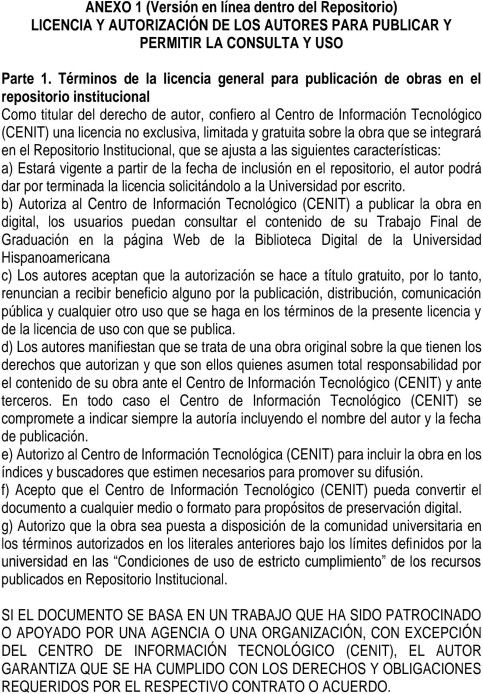 ANEXO 1 (Versión en línea dentro del Repositorio)
LICENCIA Y AUTORIZACIÓN DE LOS AUTORES PARA PUBLICAR Y
PERMITIR LA CONSULTA Y USO
Parte 1. Términos de la licencia general para publicación de obras en el
repositorio institucional
Como titular del derecho de autor, confiero al Centro de Información Tecnológico
(CENIT) una licencia no exclusiva, limitada y gratuita sobre la obra que se integrará
en el Repositorio Institucional, que se ajusta a las siguientes características:
a) Estará vigente a partir de la fecha de inclusión en el repositorio, el autor podrá
dar por terminada la licencia solicitándolo a la Universidad por escrito.
b) Autoriza al Centro de Información Tecnológico (CENIT) a publicar la obra en
digital, los usuarios puedan consultar el contenido de su Trabajo Final de
Graduación en la página Web de la Biblioteca Digital de la Universidad
Hispanoamericana
c) Los autores aceptan que la autorización se hace a título gratuito, por lo tanto,
renuncian a recibir beneficio alguno por la publicación, distribución, comunicación
pública y cualquier otro uso que se haga en los términos de la presente licencia y
de la licencia de uso con que se publica.
d) Los autores manifiestan que se trata de una obra original sobre la que tienen los
derechos que autorizan y que son ellos quienes asumen total responsabilidad por
el contenido de su obra ante el Centro de Información Tecnológico (CENIT) y ante
terceros. En todo caso el Centro de Información Tecnológico (CENIT) se
compromete a indicar siempre la autoría incluyendo el nombre del autor y la fecha
de publicación.
e) Autorizo al Centro de Información Tecnológica (CENIT) para incluir la obra en los
índices y buscadores que estimen necesarios para promover su difusión.
f) Acepto que el Centro de Información Tecnológico (CENIT) pueda convertir el
documento a cualquier medio o formato para propósitos de preservación digital.
g) Autorizo que la obra sea puesta a disposición de la comunidad universitaria en
los términos autorizados en los literales anteriores bajo los límites definidos por la
universidad en las “Condiciones de uso de estricto cumplimiento” de los recursos
publicados en Repositorio Institucional.
SI EL DOCUMENTO SE BASA EN UN TRABAJO QUE HA SIDO PATROCINADO
O APOYADO POR UNA AGENCIA O UNA ORGANIZACIÓN, CON EXCEPCIÓN
DEL CENTRO DE INFORMACIÓN TECNOLÓGICO (CENIT), EL AUTOR
GARANTIZA QUE SE HA CUMPLIDO CON LOS DERECHOS Y OBLIGACIONES
REQUERIDOS POR EL RESPECTIVO CONTRATO O ACUERDO.